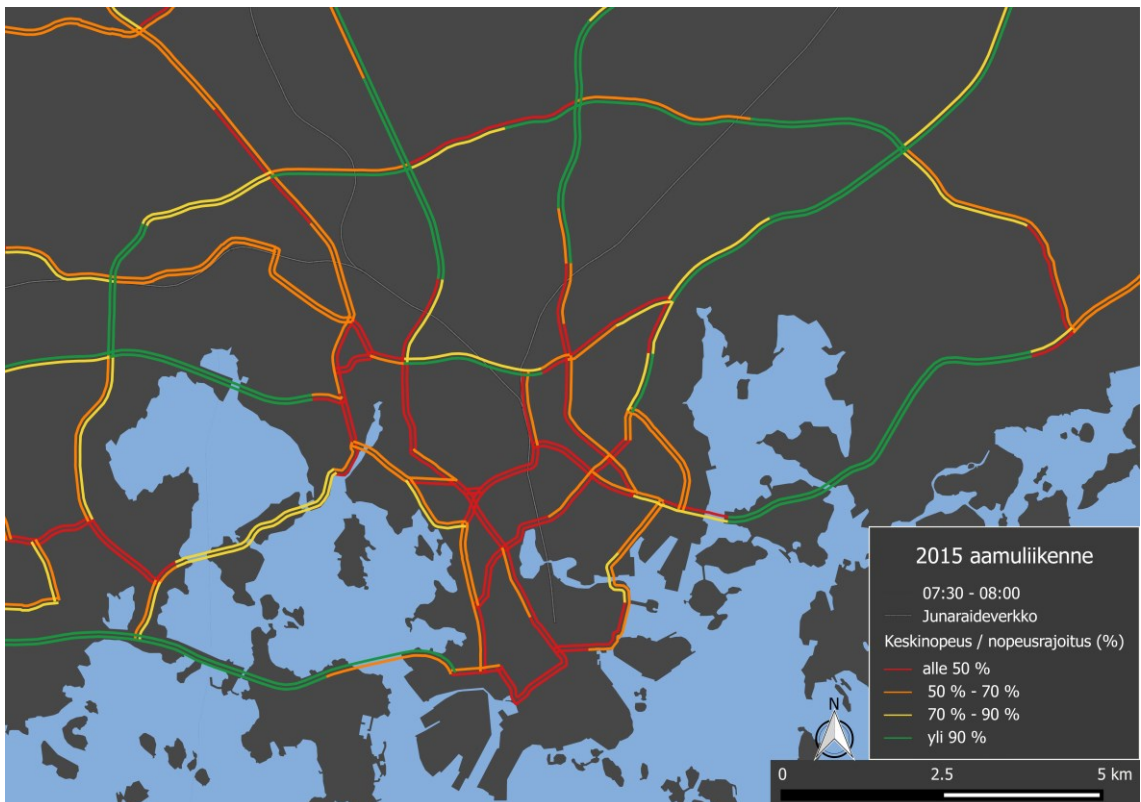 2015 aamuliikenne
07:30 - 08:00
Junaraideverkko
Keskinopeus / nopeusrajoitus (%)
alle 50 %
50 % - 70 %
70 % - 90 %
yli 90 %
N
0 2.5 5 km